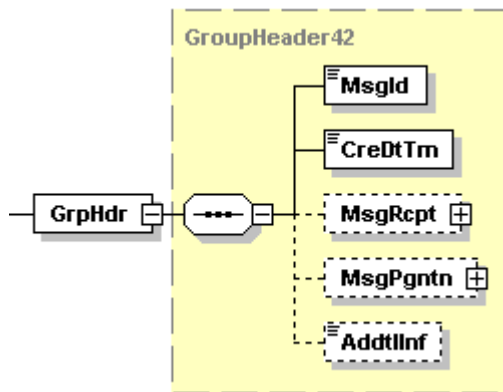 GroupHeader42
MsgId
CreDtTm
GrpHdr
MsgRcpt
MsgPgntn
AddtlInf